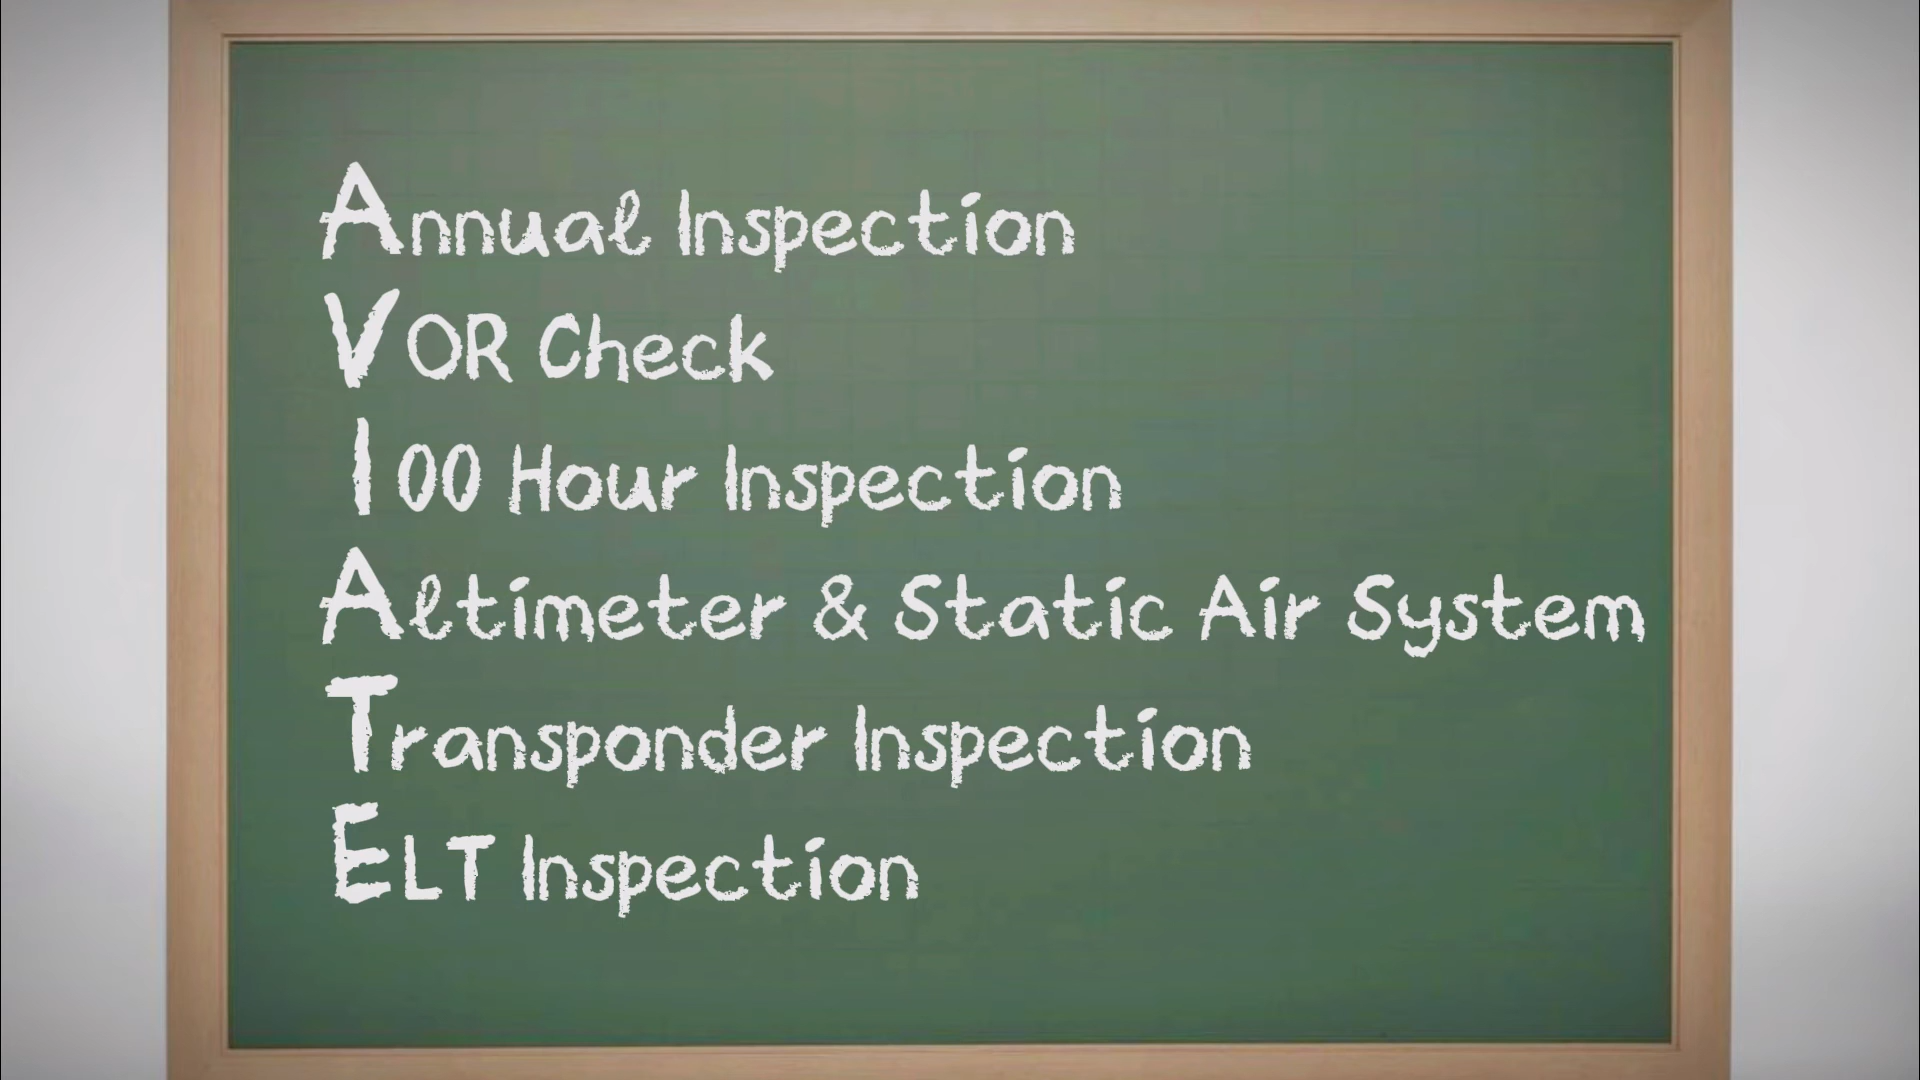 Annual Inspection
VOR Check
100 Hour Inspection
Altimeter & Static Air System
Transponder Inspection
ELT Inspection